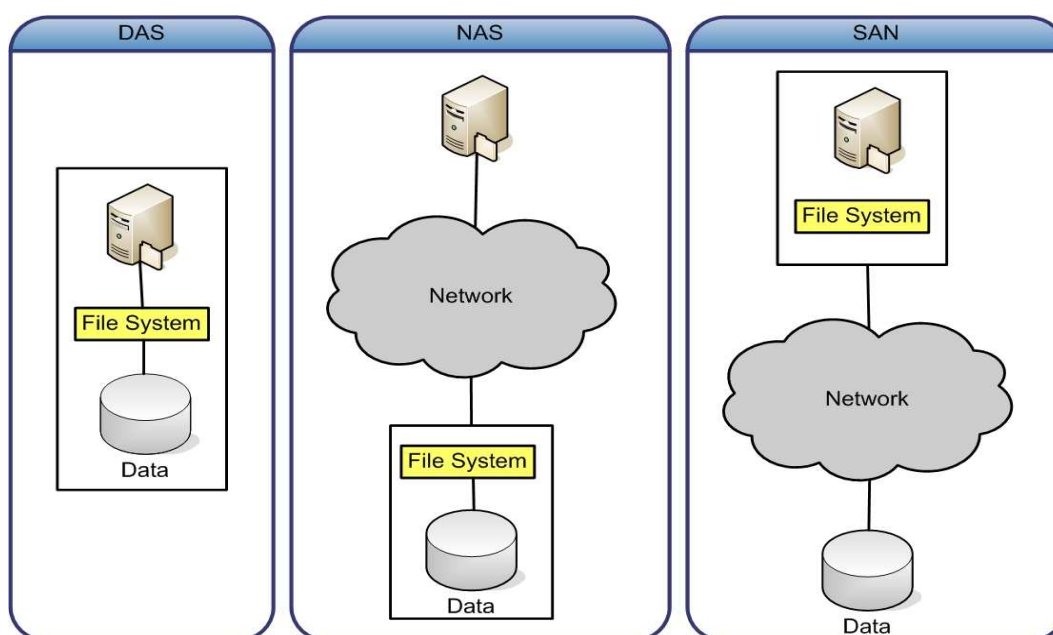 DAS
File System
Data
NAS
Network
File System
Data
SAN
File System
Network
Data